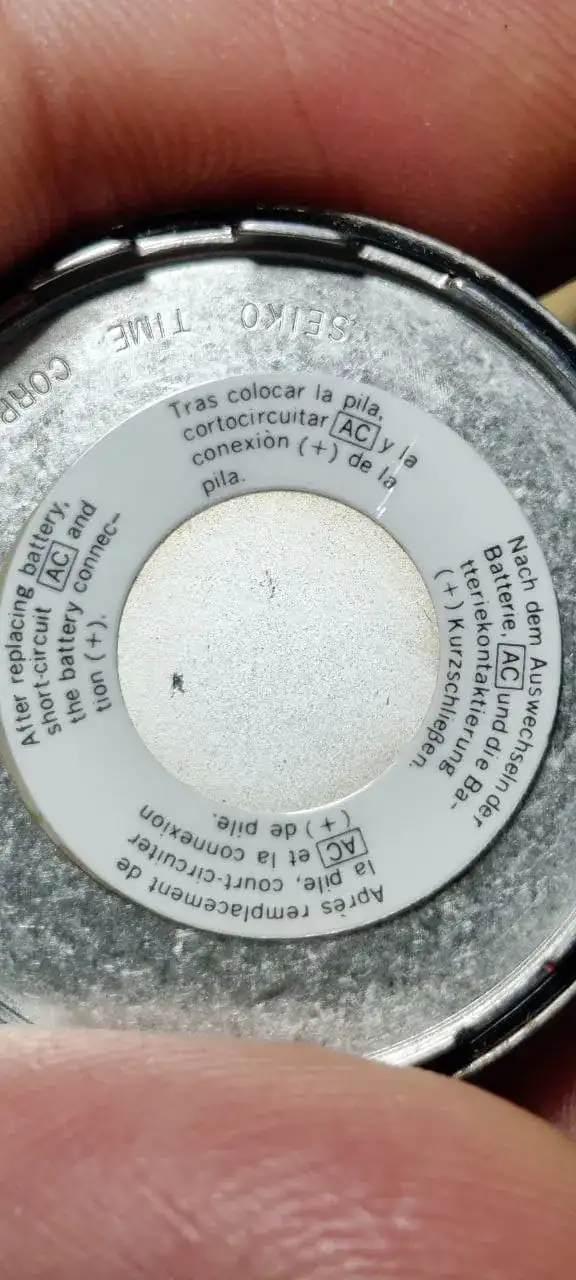 SEIKO TIME CORP
Tras colocar la pila,
cortocircuitar AC y la
conexiòn (+) de la
pila.
Nach dem Auswechseln der
Batterie, AC und die Ba-
tteriekontaktierung
(+) Kurzschließen.
Après remplacement de
la pile, court-circuiter
AC et la connexion
(+) de pile.
After replacing battery,
short-circuit AC and
the battery connec-
tion (+).